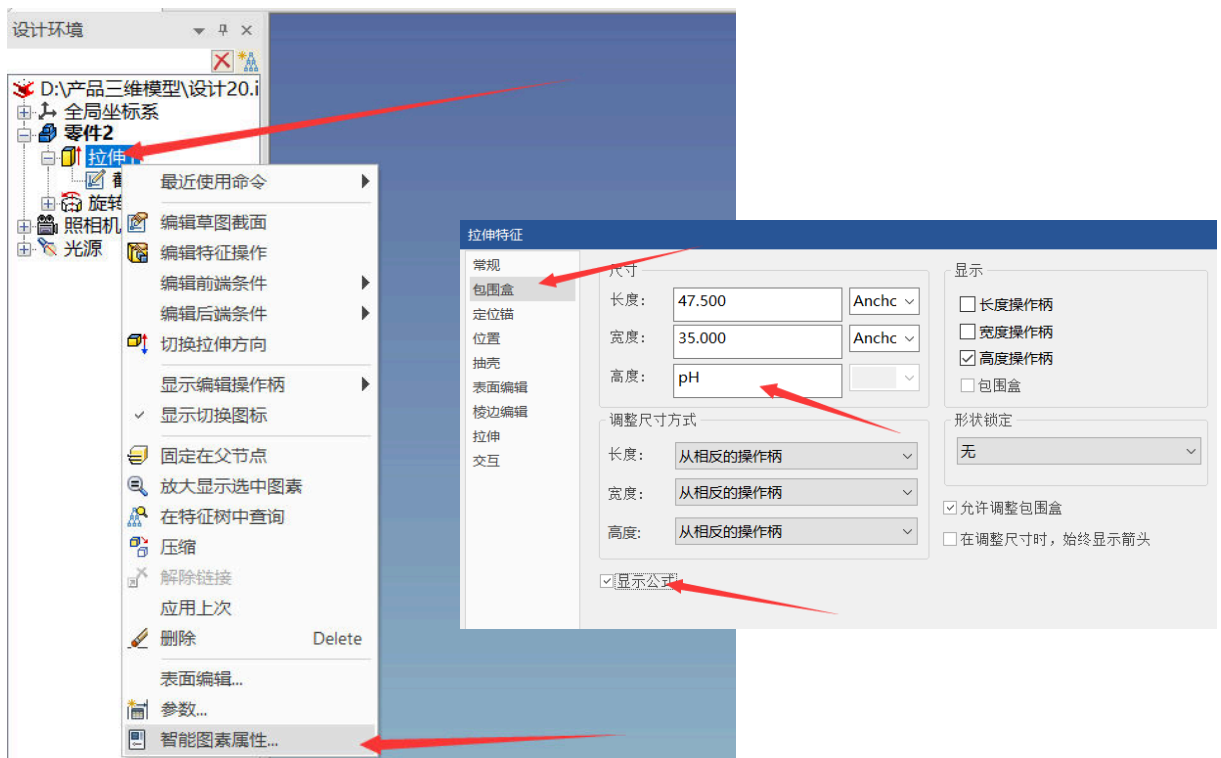 设计环境
D:\产品三维模型\设计20.i
全局坐标系
零件2
拉伸
旋转
照相机
光源
最近使用命令
编辑草图截面
编辑特征操作
编辑前端条件
编辑后端条件
切换拉伸方向
显示编辑操作柄
显示切换图标
固定在父节点
放大显示选中图素
在特征树中查询
压缩
解除链接
应用上次
删除 Delete
表面编辑...
参数...
智能图素属性...
拉伸特征
常规
包围盒
定位锚
位置
抽壳
表面编辑
棱边编辑
拉伸
交互
尺寸
长度: 47.500 Anchc
宽度: 35.000 Anchc
高度: pH
调整尺寸方式
长度: 从相反的操作柄
宽度: 从相反的操作柄
高度: 从相反的操作柄
显示公式
显示
长度操作柄
宽度操作柄
高度操作柄
包围盒
形状锁定
无
允许调整包围盒
在调整尺寸时，始终显示箭头